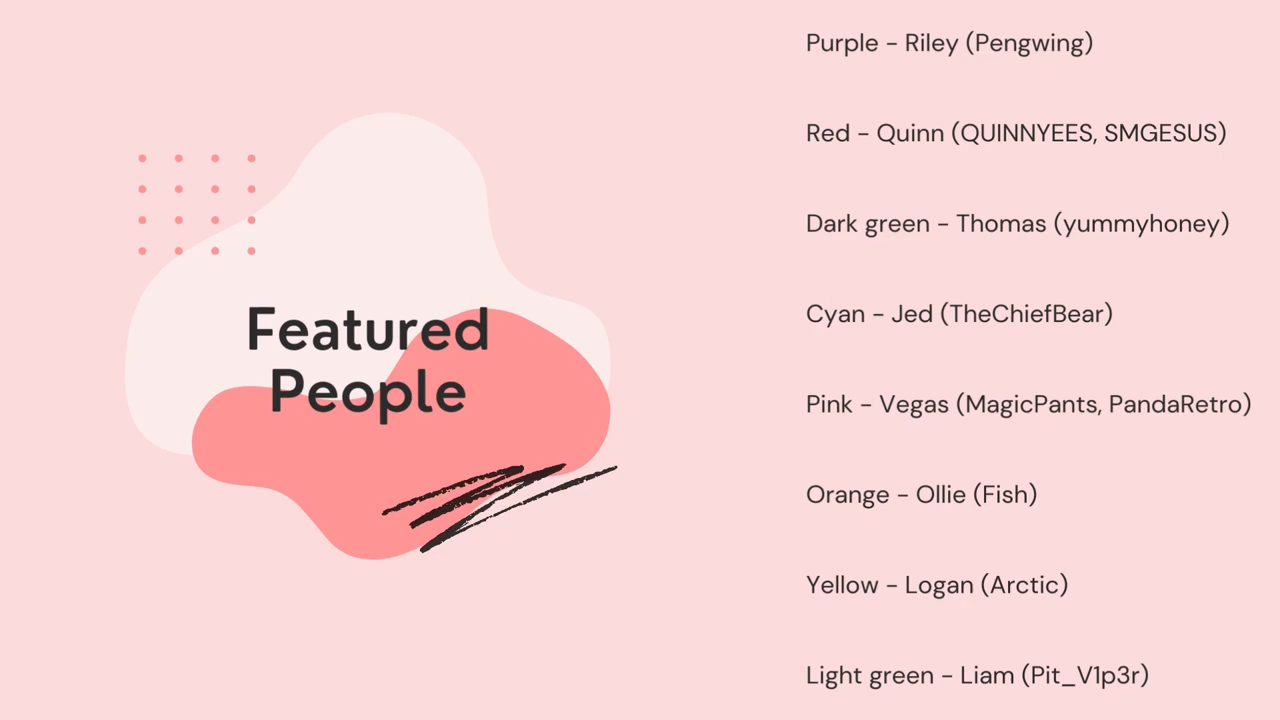 Featured
People
Purple - Riley (Pengwing)
Red - Quinn (QUINNYEES, SMGESUS)
Dark green - Thomas (yummyhoney)
Cyan - Jed (TheChiefBear)
Pink - Vegas (MagicPants, PandaRetro)
Orange - Ollie (Fish)
Yellow - Logan (Arctic)
Light green - Liam (Pit_V1p3r)